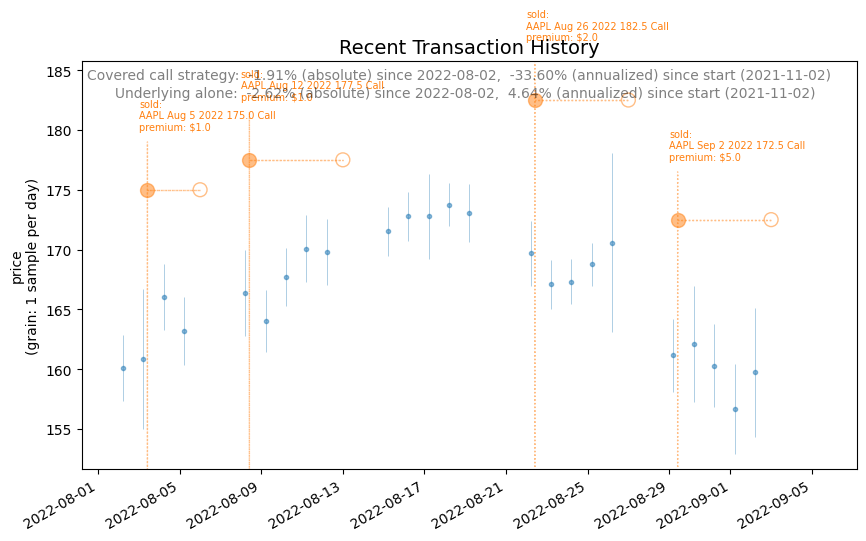 sold:
AAPL Aug 26 2022 182.5 Call
premium: $2.0
Recent Transaction History
Covered call strategy: -1.91% (absolute) since 2022-08-02, -33.60% (annualized) since start (2021-11-02)
sold:
AAPL Aug 12 2022 177.5 Call
premium: $1.0
Underlying alone: -2.62% (absolute) since 2022-08-02, 4.64% (annualized) since start (2021-11-02)
sold:
AAPL Aug 5 2022 175.0 Call
premium: $1.0
sold:
AAPL Sep 2 2022 172.5 Call
premium: $5.0
price
(grain: 1 sample per day)
185
180
175
170
165
160
155
2022-08-01
2022-08-05
2022-08-09
2022-08-13
2022-08-17
2022-08-21
2022-08-25
2022-08-29
2022-09-01
2022-09-05